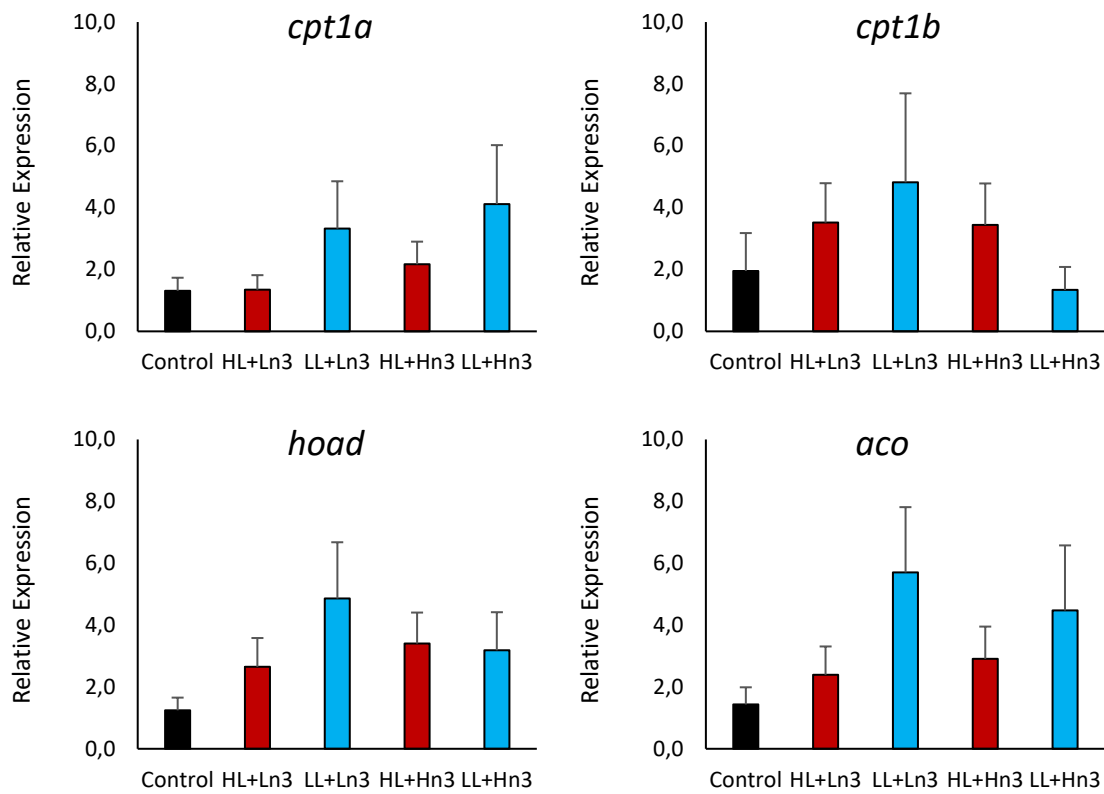 cpt1a
Relative Expression
10,0
8,0
6,0
4,0
2,0
0,0
Control HL+Ln3 LL+Ln3 HL+Hn3 LL+Hn3
cpt1b
Relative Expression
10,0
8,0
6,0
4,0
2,0
0,0
Control HL+Ln3 LL+Ln3 HL+Hn3 LL+Hn3
hoad
Relative Expression
10,0
8,0
6,0
4,0
2,0
0,0
Control HL+Ln3 LL+Ln3 HL+Hn3 LL+Hn3
aco
Relative Expression
10,0
8,0
6,0
4,0
2,0
0,0
Control HL+Ln3 LL+Ln3 HL+Hn3 LL+Hn3